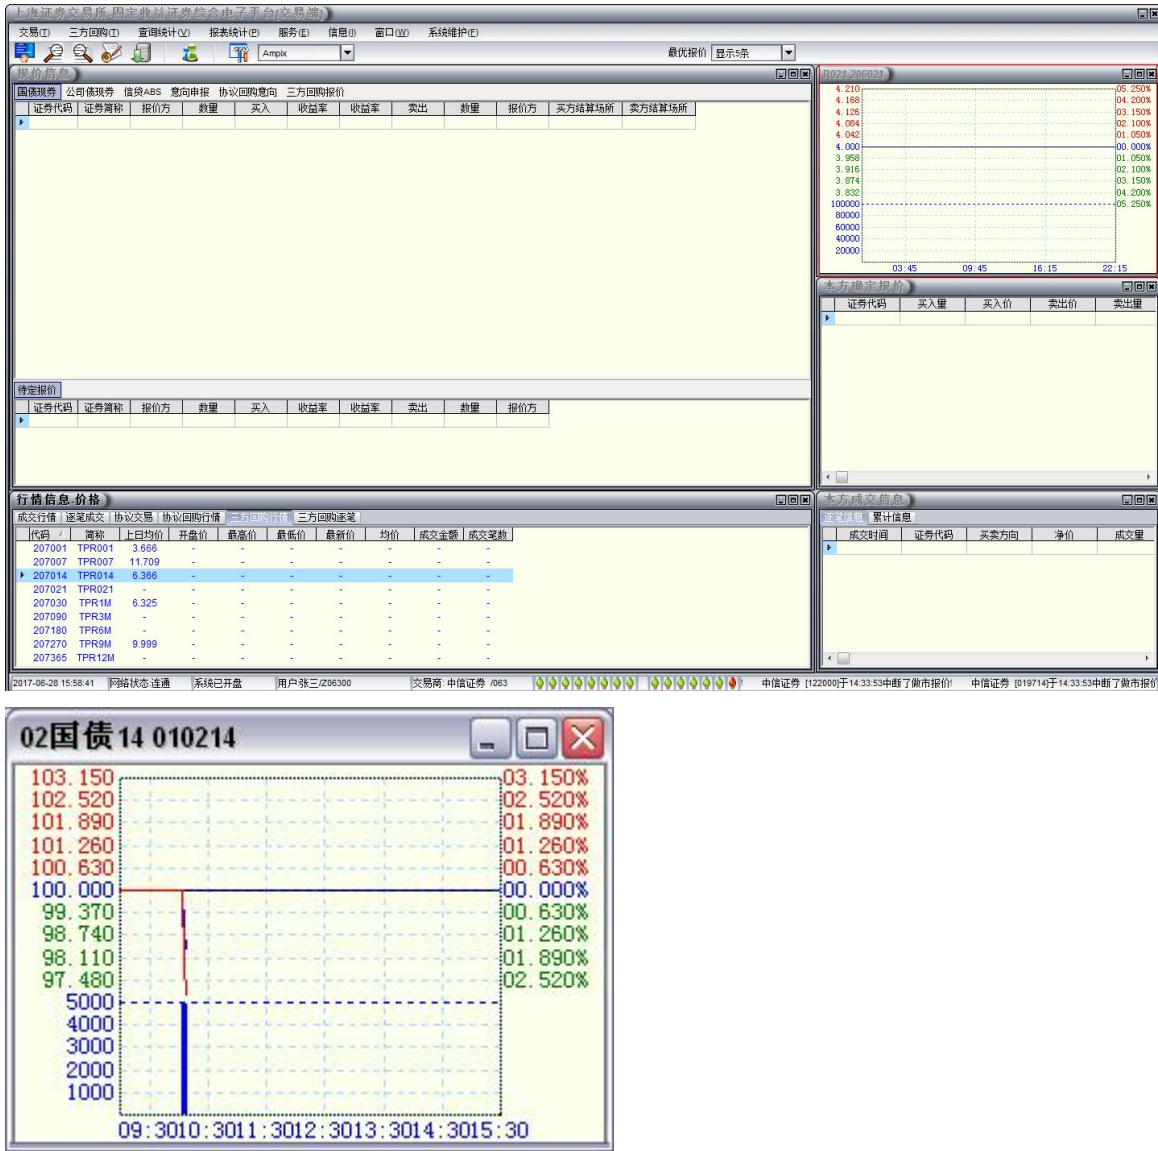 上海证券交易所 固定收益证券综合电子平台[交易端]
交易(T) 三方回购(T) 查询统计(V) 报表统计(P) 服务(E) 信息(I) 窗口(W) 系统维护(F)
Ampix 最优报价 显示5条
报价信息
国债现券 公司债现券 信贷ABS 意向申报 协议回购意向 三方回购报价
证券代码 证券简称 报价方 数量 买入 收益率 收益率 卖出 数量 报价方 买方结算场所 卖方结算场所
待定报价
证券代码 证券简称 报价方 数量 买入 收益率 收益率 卖出 数量 报价方
R021 206021
4.210 05.250%
4.168 04.200%
4.126 03.150%
4.084 02.100%
4.042 01.050%
4.000 00.000%
3.958 01.050%
3.916 02.100%
3.874 03.150%
3.832 04.200%
100000 05.250%
80000
60000
40000
20000
03:45 09:45 16:15 22:15
本方确定报价
证券代码 买入量 买入价 卖出价 卖出量
行情信息-价格
成交行情 逐笔成交 协议交易 协议回购行情 三方回购行情 三方回购逐笔
代码 简称 上日均价 开盘价 最高价 最低价 最新价 均价 成交金额 成交笔数
207001 TPR001 3.666 - - - - - - -
207007 TPR007 11.709 - - - - - - -
207014 TPR014 6.366 - - - - - - -
207021 TPR021 - - - - - - - -
207030 TPR1M 6.325 - - - - - - -
207090 TPR3M - - - - - - - -
207180 TPR6M - - - - - - - -
207270 TPR9M 9.999 - - - - - - -
207365 TPR12M - - - - - - - -
本方成交信息
逐笔信息 累计信息
成交时间 证券代码 买卖方向 净价 成交量
2017-06-28 15:58:41 网络状态:连通 系统已开盘 用户:张三/Z06300 交易商: 中信证券 /063 中信证券 [122000]于14:33:53中断了做市报价! 中信证券 [019714]于14:33:53中断了做市报价
02国债14 010214
103.150 03.150%
102.520 02.520%
101.890 01.890%
101.260 01.260%
100.630 00.630%
100.000 00.000%
99.370 00.630%
98.740 01.260%
98.110 01.890%
97.480 02.520%
5000
4000
3000
2000
1000
09:3010:3011:3012:3013:3014:3015:30